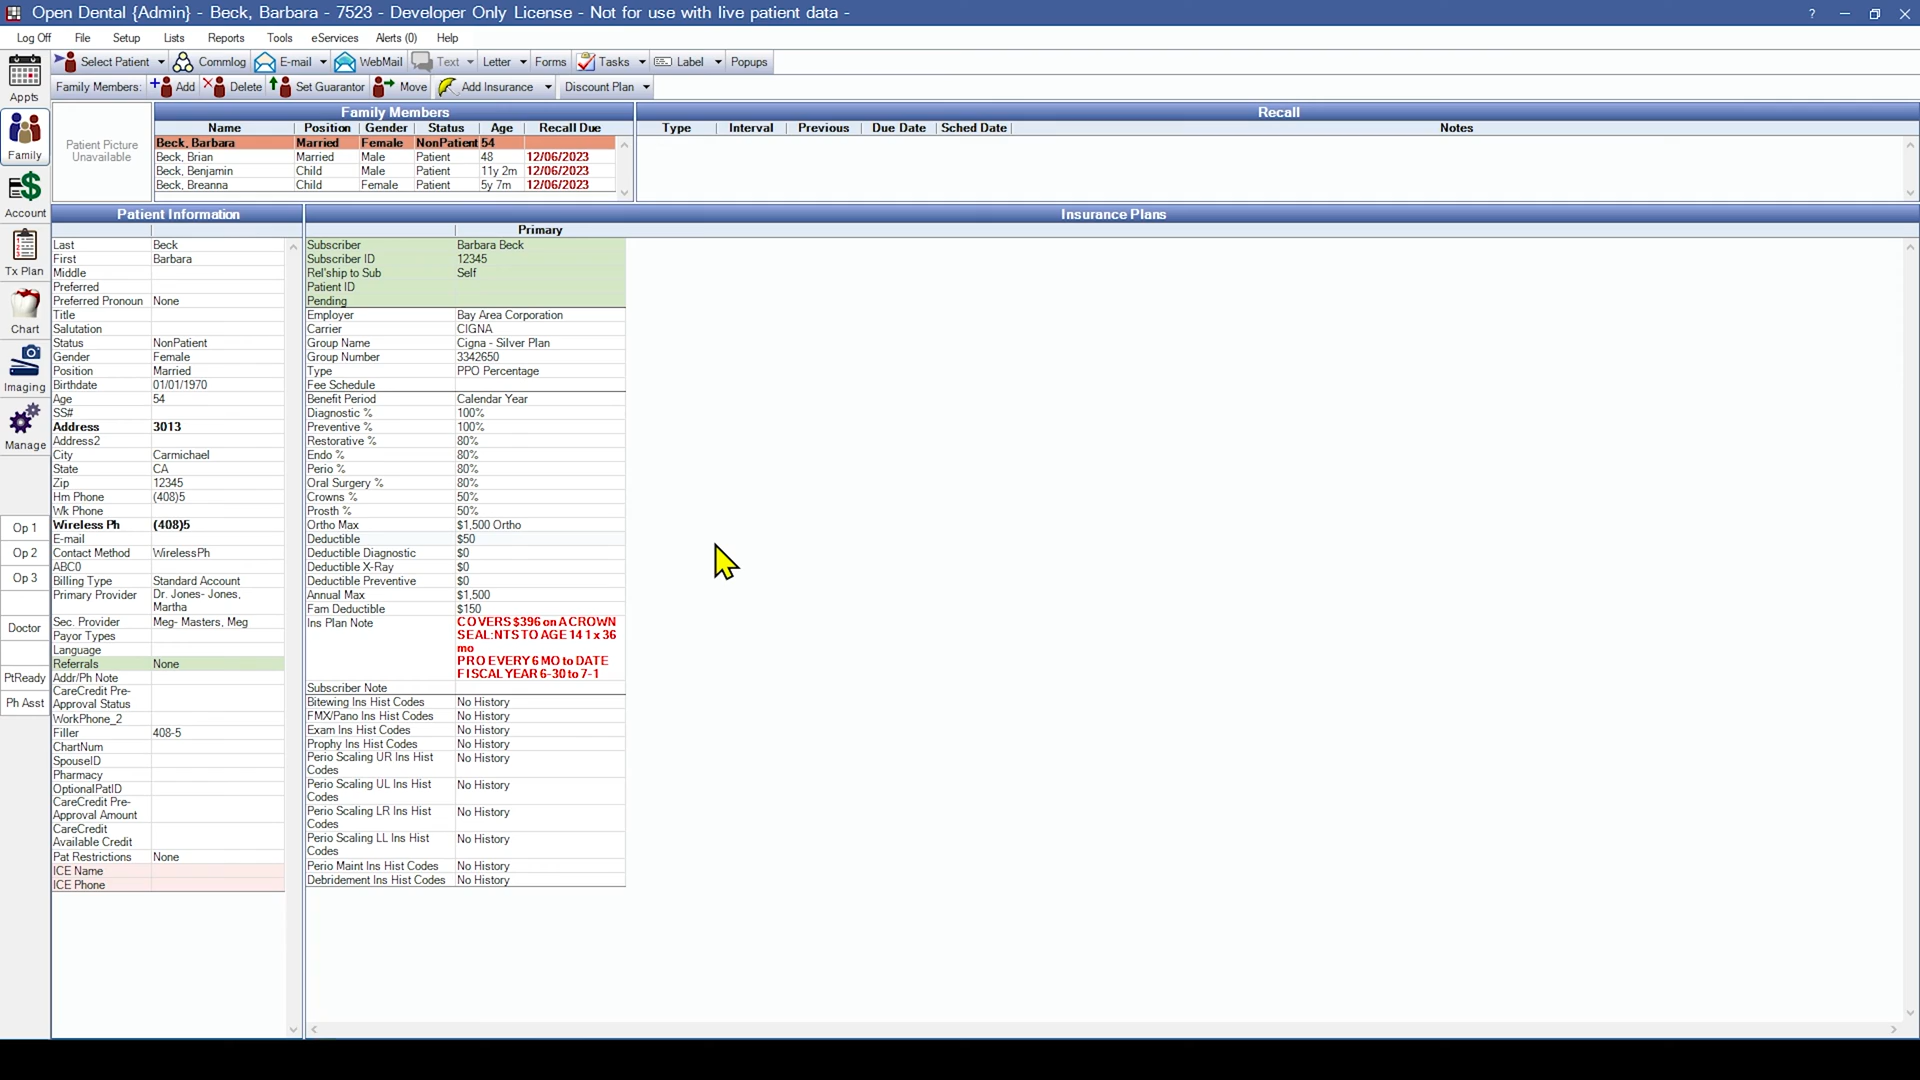 Open Dental {Admin} - Beck, Barbara - 7523 - Developer Only License - Not for use with live patient data -
Log Off File Setup Lists Reports Tools eServices Alerts (0) Help
Select Patient Commlog E-mail WebMail Text Letter Forms Tasks Label Popups
Family Members: Add Delete Set Guarantor Move Add Insurance Discount Plan
Appts
Family
Account
Tx Plan
Chart
Imaging
Manage
Op 1
Op 2
Op 3
Doctor
PtReady
Ph Asst
Patient Picture
Unavailable
Family Members
Name Position Gender Status Age Recall Due
Beck, Barbara Married Female NonPatient 54
Beck, Brian Married Male Patient 48 12/06/2023
Beck, Benjamin Child Male Patient 11y 2m 12/06/2023
Beck, Breanna Child Female Patient 5y 7m 12/06/2023
Recall
Type Interval Previous Due Date Sched Date Notes
Patient Information
Last Beck
First Barbara
Middle
Preferred
Preferred Pronoun None
Title
Salutation
Status NonPatient
Gender Female
Position Married
Birthdate 01/01/1970
Age 54
SS#
Address 3013
Address2
City Carmichael
State CA
Zip 12345
Hm Phone (408)5
Wk Phone
Wireless Ph (408)5
E-mail
Contact Method WirelessPh
ABC0
Billing Type Standard Account
Primary Provider Dr. Jones- Jones,
Martha
Sec. Provider Meg- Masters, Meg
Payor Types
Language
Referrals None
Addr/Ph Note
CareCredit Pre-
Approval Status
WorkPhone_2
Filler 408-5
ChartNum
SpouseID
Pharmacy
OptionalPatID
CareCredit Pre-
Approval Amount
CareCredit
Available Credit
Pat Restrictions None
ICE Name
ICE Phone
Insurance Plans
Primary
Subscriber Barbara Beck
Subscriber ID 12345
Rel'ship to Sub Self
Patient ID
Pending
Employer Bay Area Corporation
Carrier CIGNA
Group Name Cigna - Silver Plan
Group Number 3342650
Type PPO Percentage
Fee Schedule
Benefit Period Calendar Year
Diagnostic % 100%
Preventive % 100%
Restorative % 80%
Endo % 80%
Perio % 80%
Oral Surgery % 80%
Crowns % 50%
Prosth % 50%
Ortho Max $1,500 Ortho
Deductible $50
Deductible Diagnostic $0
Deductible X-Ray $0
Deductible Preventive $0
Annual Max $1,500
Fam Deductible $150
Ins Plan Note COVERS $396 on A CROWN
SEAL:NTS TO AGE 14 1 x 36
mo
PRO EVERY 6 MO to DATE
FISCAL YEAR 6-30 to 7-1
Subscriber Note
Bitewing Ins Hist Codes No History
FMX/Pano Ins Hist Codes No History
Exam Ins Hist Codes No History
Prophy Ins Hist Codes No History
Perio Scaling UR Ins Hist No History
Codes
Perio Scaling UL Ins Hist No History
Codes
Perio Scaling LR Ins Hist No History
Codes
Perio Scaling LL Ins Hist No History
Codes
Perio Maint Ins Hist Codes No History
Debridement Ins Hist Codes No History